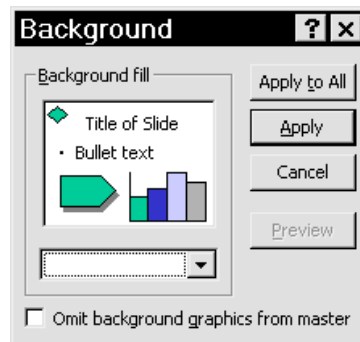 Background
Background fill
Title of Slide
• Bullet text
Apply to All
Apply
Cancel
Preview
Omit background graphics from master